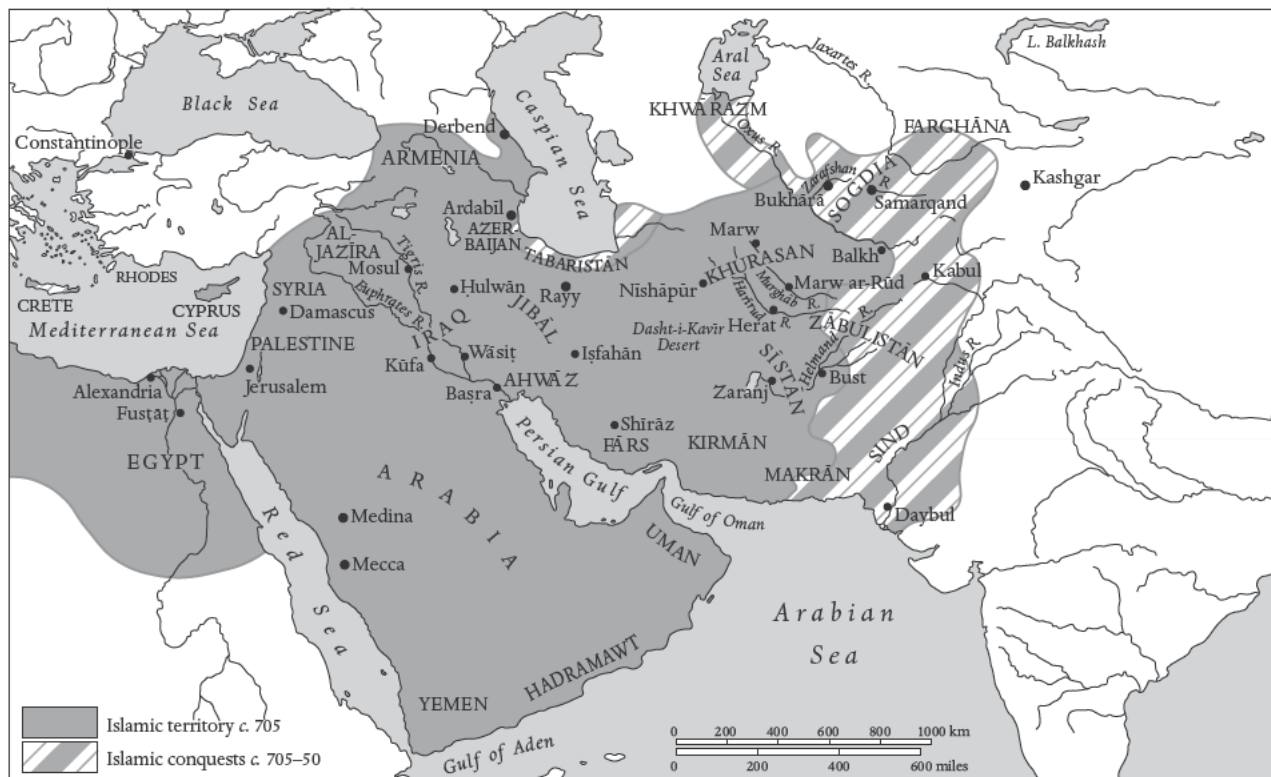 L. Balkhash
Aral
Sea
Jaxartes R.
Black Sea
Caspian Sea
KHWĀRAZM
Oxus R.
FARGHĀNA
Constantinople
Derbend
ARMENIA
Zarafshan R.
SOGDIA
Kashgar
Bukhārā
Samarqand
Ardabīl
AZER
BAIJAN
AL-
JAZĪRA
Mosul
Tigris R.
Marw
Balkh
Kabul
TABARISTĀN
KHURASAN
RHODES
CRETE
CYPRUS
SYRIA
Ḥulwān
Rayy
Nīshāpūr
Murghāb R.
Marw ar-Rūd
Harirud R.
Mediterranean Sea
Damascus
Euphrates R.
IRAQ
JIBĀL
Dasht-i-Kavīr
Desert
Herat
ZĀBULISTĀN
PALESTINE
Jerusalem
Kūfa
Wāsiṭ
Iṣfahān
SĪSTĀN
Helmand R.
Indus R.
Alexandria
Fusṭāṭ
Baṣra
AHWĀZ
Zaranj
Bust
EGYPT
Shīrāz
FĀRS
KIRMĀN
SIND
MAKRĀN
Persian Gulf
Gulf of Oman
Daybul
ARABIA
Medina
Mecca
Red Sea
UMAN
Arabian
Sea
HADRAMAWT
YEMEN
Gulf of Aden
Islamic territory c. 705
Islamic conquests c. 705–50
0 200 400 600 800 1000 km
0 200 400 600 miles